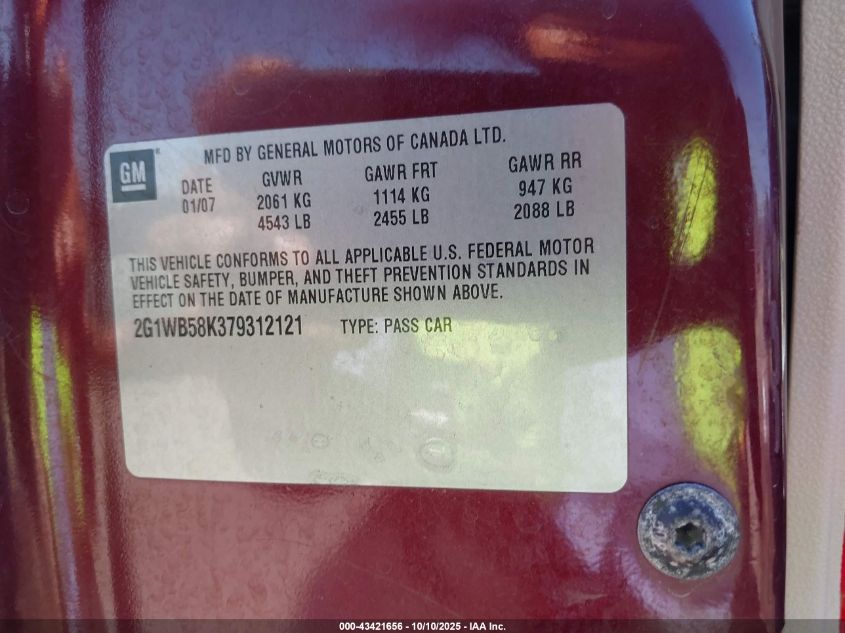 GM
MFD BY GENERAL MOTORS OF CANADA LTD.
DATE GVWR GAWR FRT GAWR RR
01/07 2061 KG 1114 KG 947 KG
4543 LB 2455 LB 2088 LB
THIS VEHICLE CONFORMS TO ALL APPLICABLE U.S. FEDERAL MOTOR
VEHICLE SAFETY, BUMPER, AND THEFT PREVENTION STANDARDS IN
EFFECT ON THE DATE OF MANUFACTURE SHOWN ABOVE.
2G1WB58K379312121 TYPE: PASS CAR
000-43421656 - 10/10/2025 - IAA Inc.